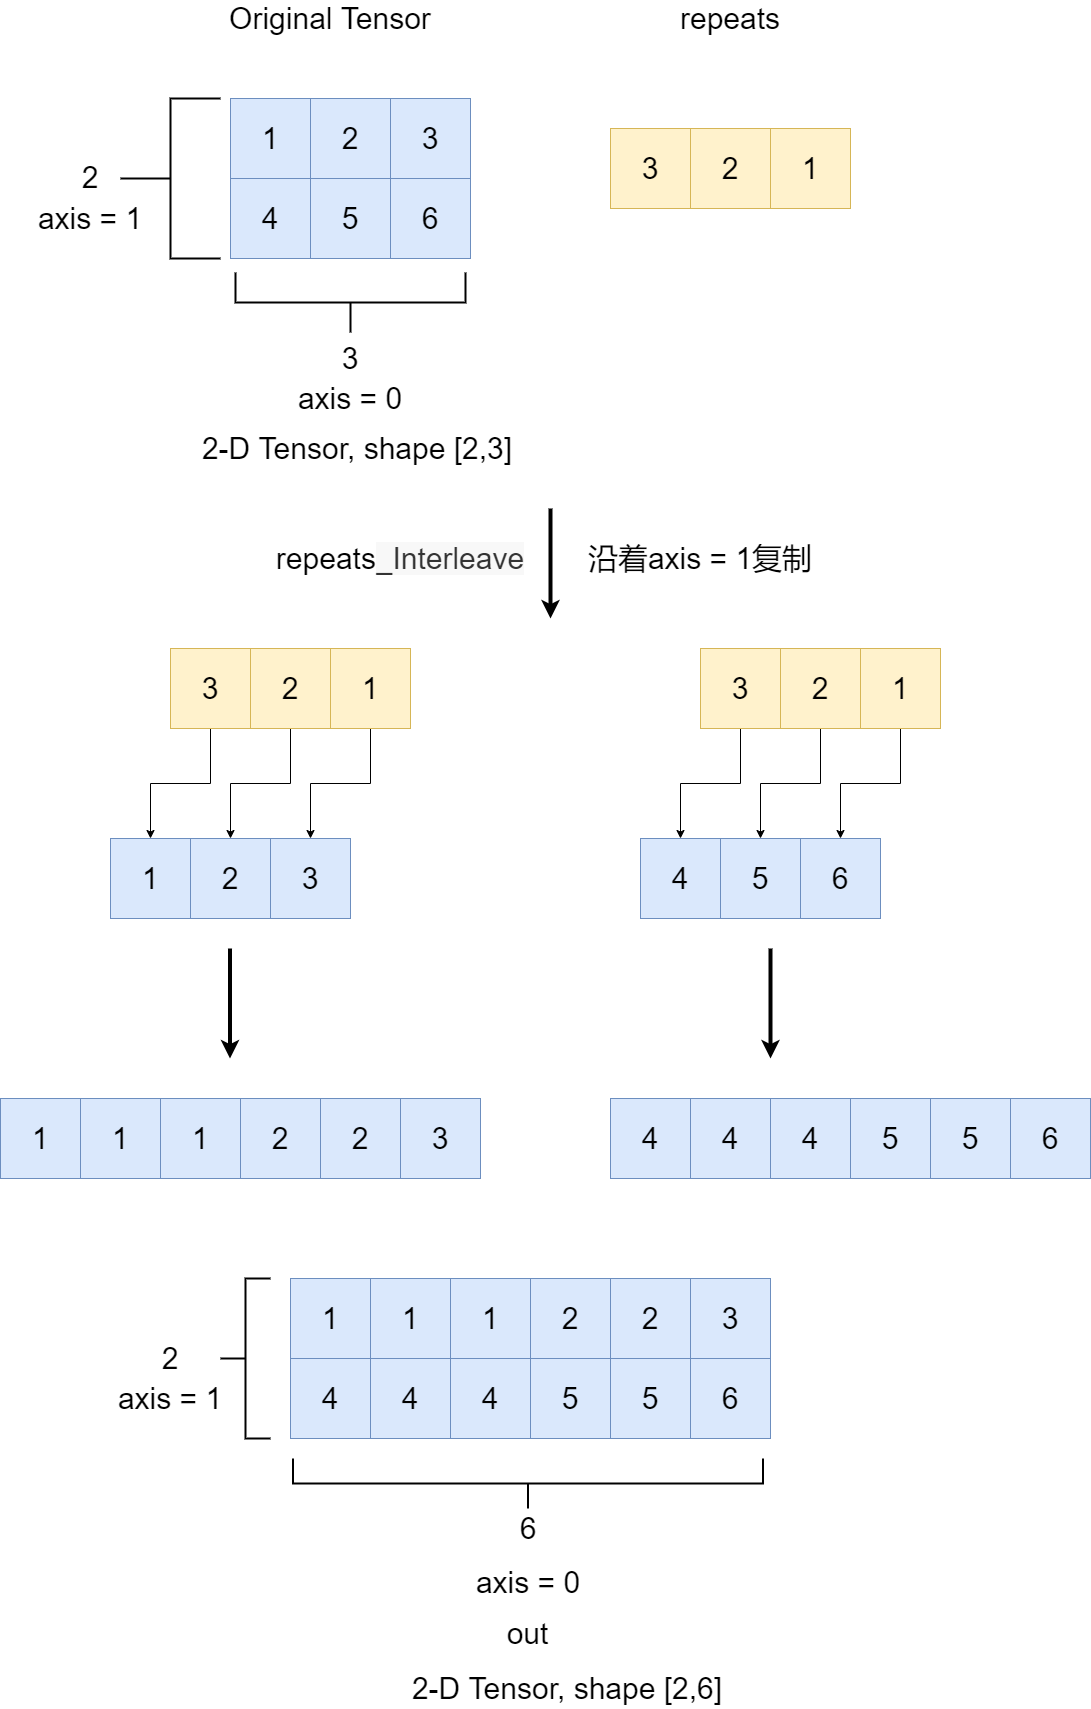 Original Tensor
repeats
1 2 3
4 5 6
3 2 1
2
axis = 1
3
axis = 0
2-D Tensor, shape [2,3]
repeats_Interleave
沿着axis = 1复制
3 2 1
3 2 1
1 2 3
4 5 6
1 1 1 2 2 3
4 4 4 5 5 6
1 1 1 2 2 3
4 4 4 5 5 6
2
axis = 1
6
axis = 0
out
2-D Tensor, shape [2,6]